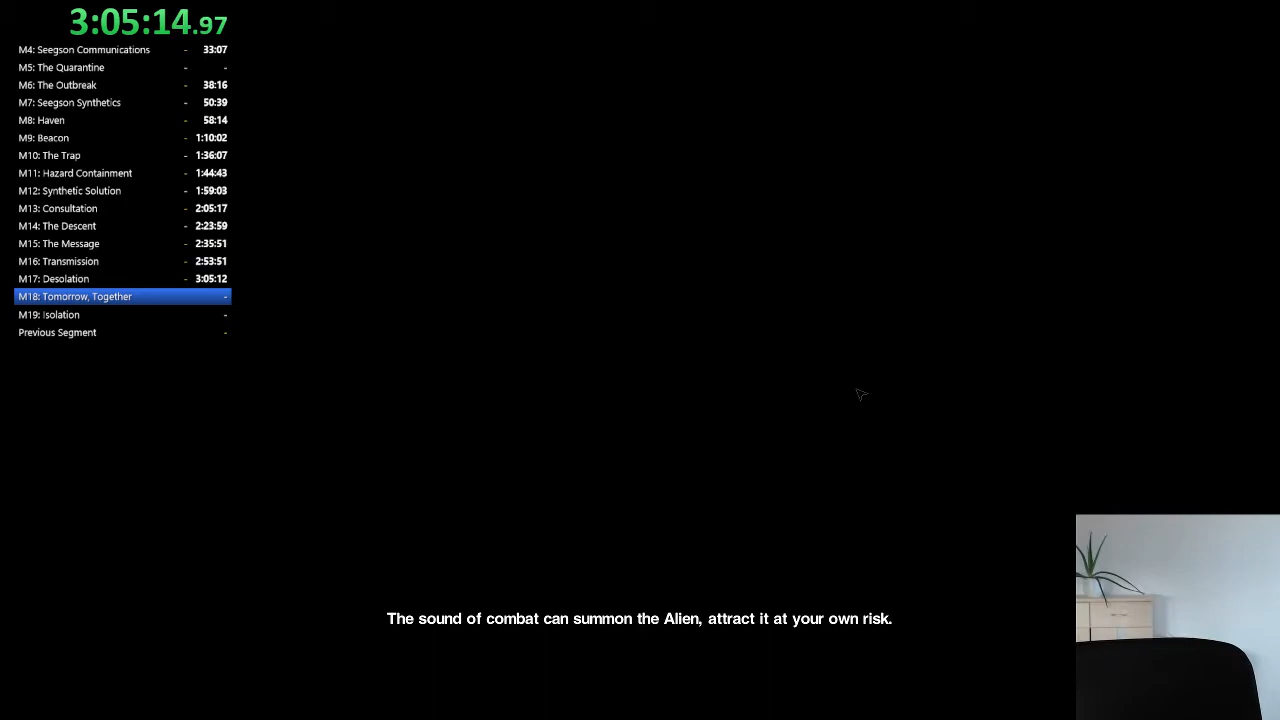 3:05:14.97
M4: Seegson Communications - 33:07
M5: The Quarantine - -
M6: The Outbreak - 38:16
M7: Seegson Synthetics - 50:39
M8: Haven - 58:14
M9: Beacon - 1:10:02
M10: The Trap - 1:36:07
M11: Hazard Containment - 1:44:43
M12: Synthetic Solution - 1:59:03
M13: Consultation - 2:05:17
M14: The Descent - 2:23:59
M15: The Message - 2:35:51
M16: Transmission - 2:53:51
M17: Desolation - 3:05:12
M18: Tomorrow, Together -
M19: Isolation -
Previous Segment -
The sound of combat can summon the Alien, attract it at your own risk.